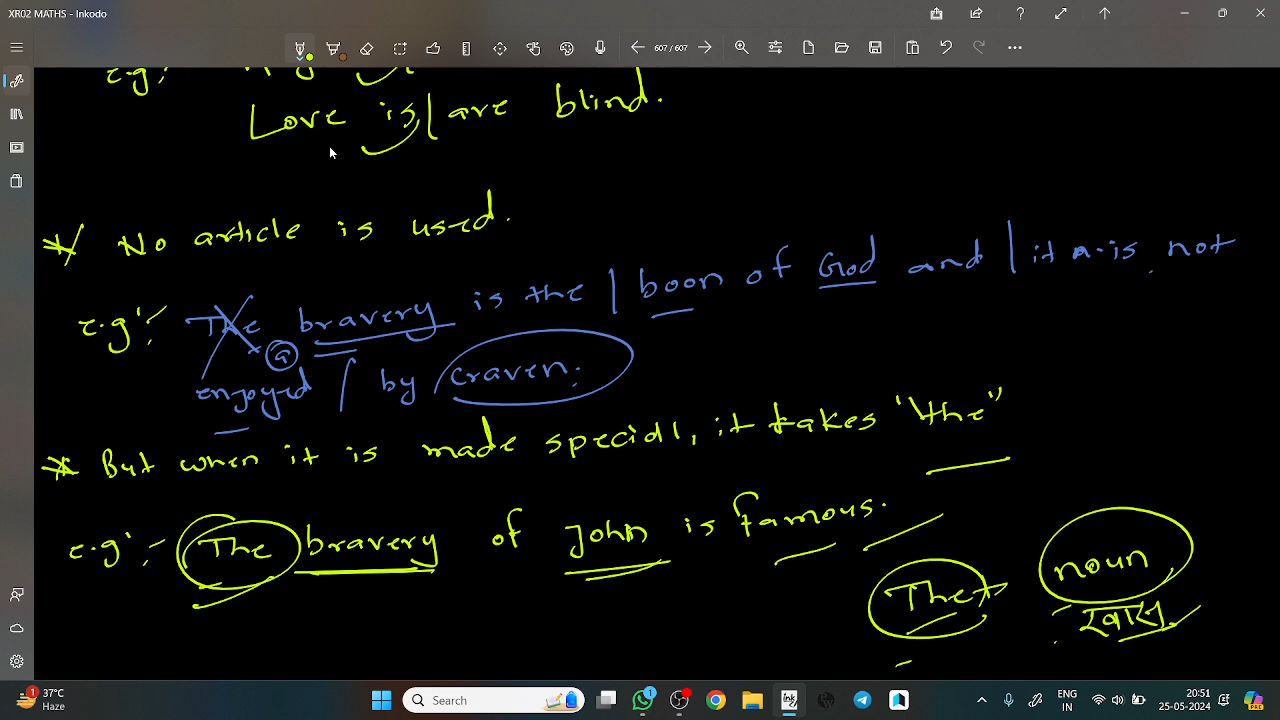 XR02 MATHS - Inkodo
607/607
e.g:-
Love is/are blind.
* No article is used.
e.g:- The bravery is the / boon of God and / it is not
(a)
enjoyed / by craven.
* But when it is made special, it takes "the"
e.g:- The bravery of John is famous.
The + noun
खास
1
37°C
Haze
Search
1
ENG
IN
20:51
25-05-2024